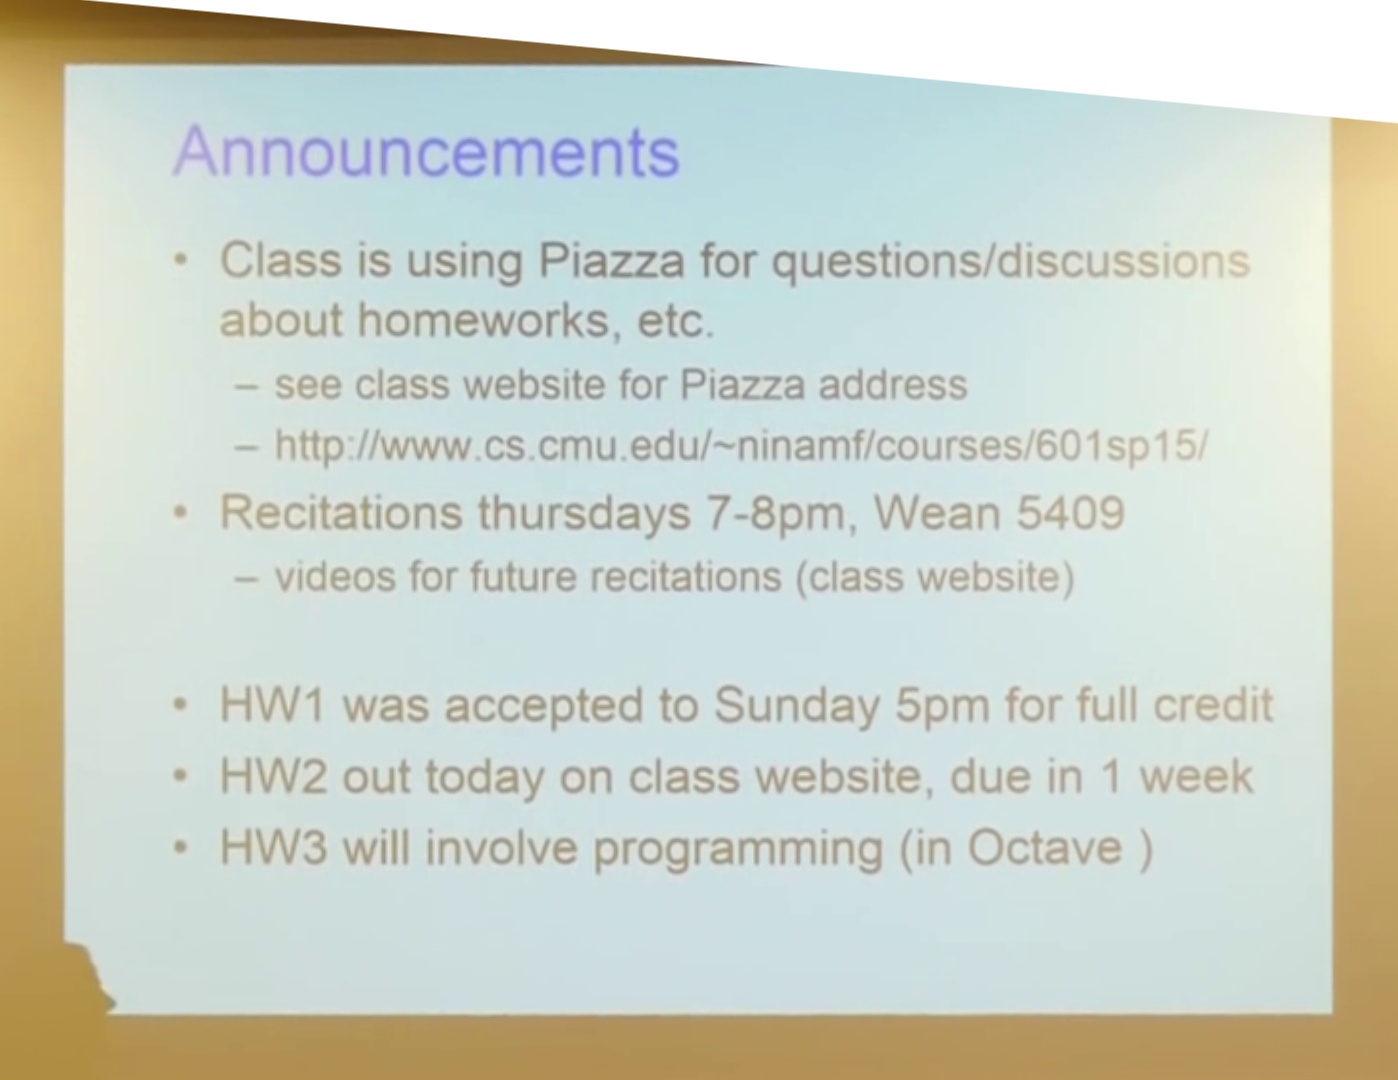 Announcements
• Class is using Piazza for questions/discussions
about homeworks, etc.
– see class website for Piazza address
– http://www.cs.cmu.edu/~ninamf/courses/601sp15/
• Recitations thursdays 7-8pm, Wean 5409
– videos for future recitations (class website)
• HW1 was accepted to Sunday 5pm for full credit
• HW2 out today on class website, due in 1 week
• HW3 will involve programming (in Octave )